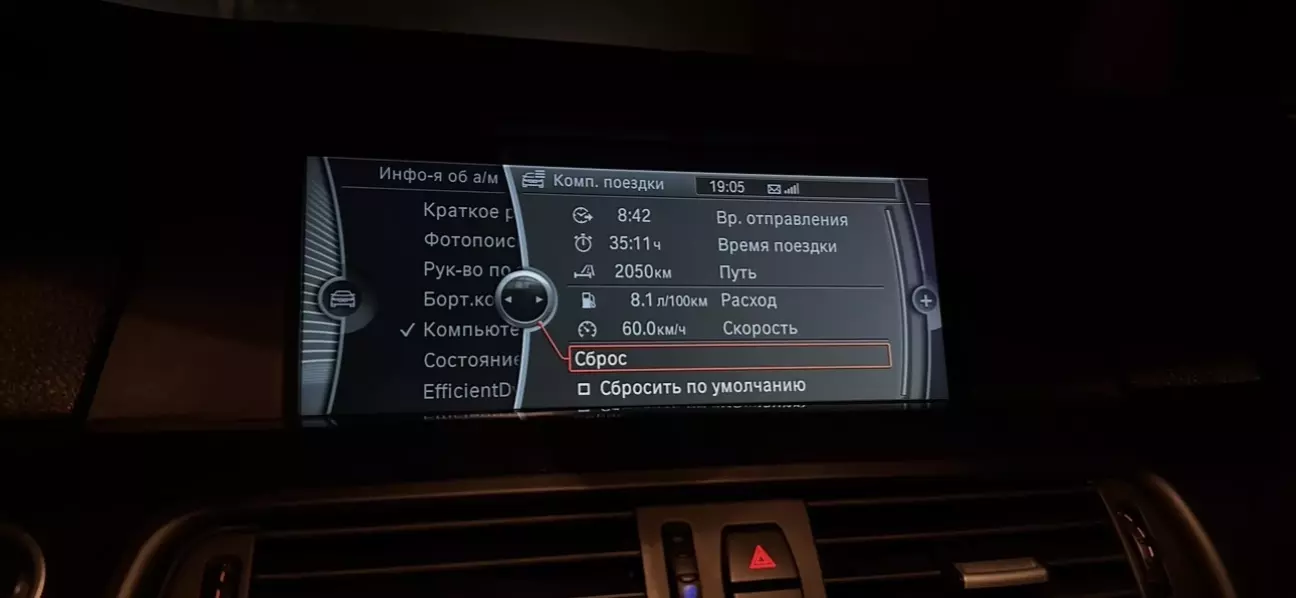 Инфо-я об а/м
Комп. поездки
19:05
Краткое р
Фотопоис
Рук-во по
Борт.ко
Компьюте
Состояние
EfficientD
8:42 Вр. отправления
35:11ч Время поездки
2050км Путь
8.1 л/100км Расход
60.0км/ч Скорость
Сброс
Сбросить по умолчанию